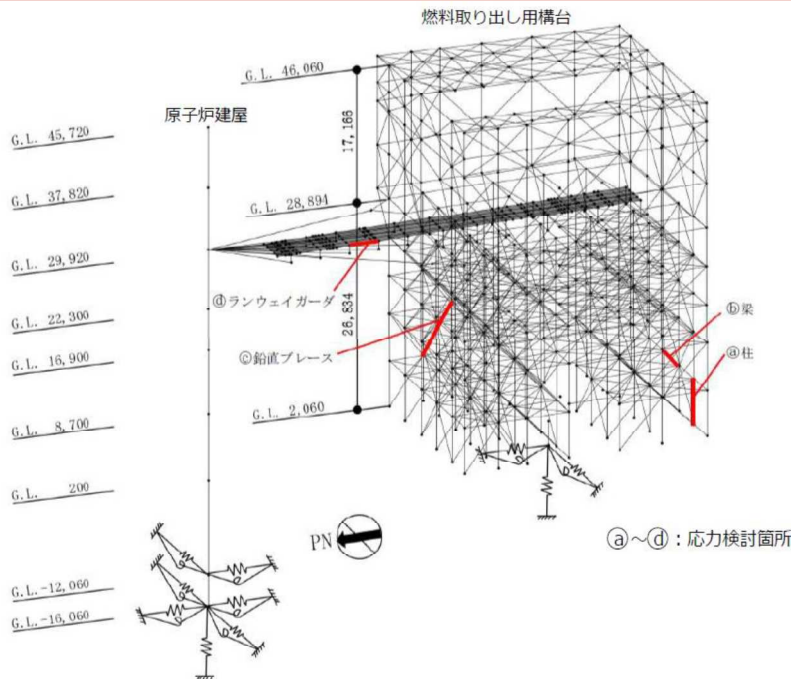 燃料取り出し用構台
G.L. 46,060
原子炉建屋
G.L. 45,720
17,166
G.L. 37,820
G.L. 28,894
G.L. 29,920
ⓓランウェイガーダ
G.L. 22,300
26,834
ⓑ梁
ⓒ鉛直ブレース
ⓐ柱
G.L. 16,900
G.L. 2,060
G.L. 8,700
G.L. 200
PN
ⓐ～ⓓ：応力検討箇所
G.L.-12,060
G.L.-16,060